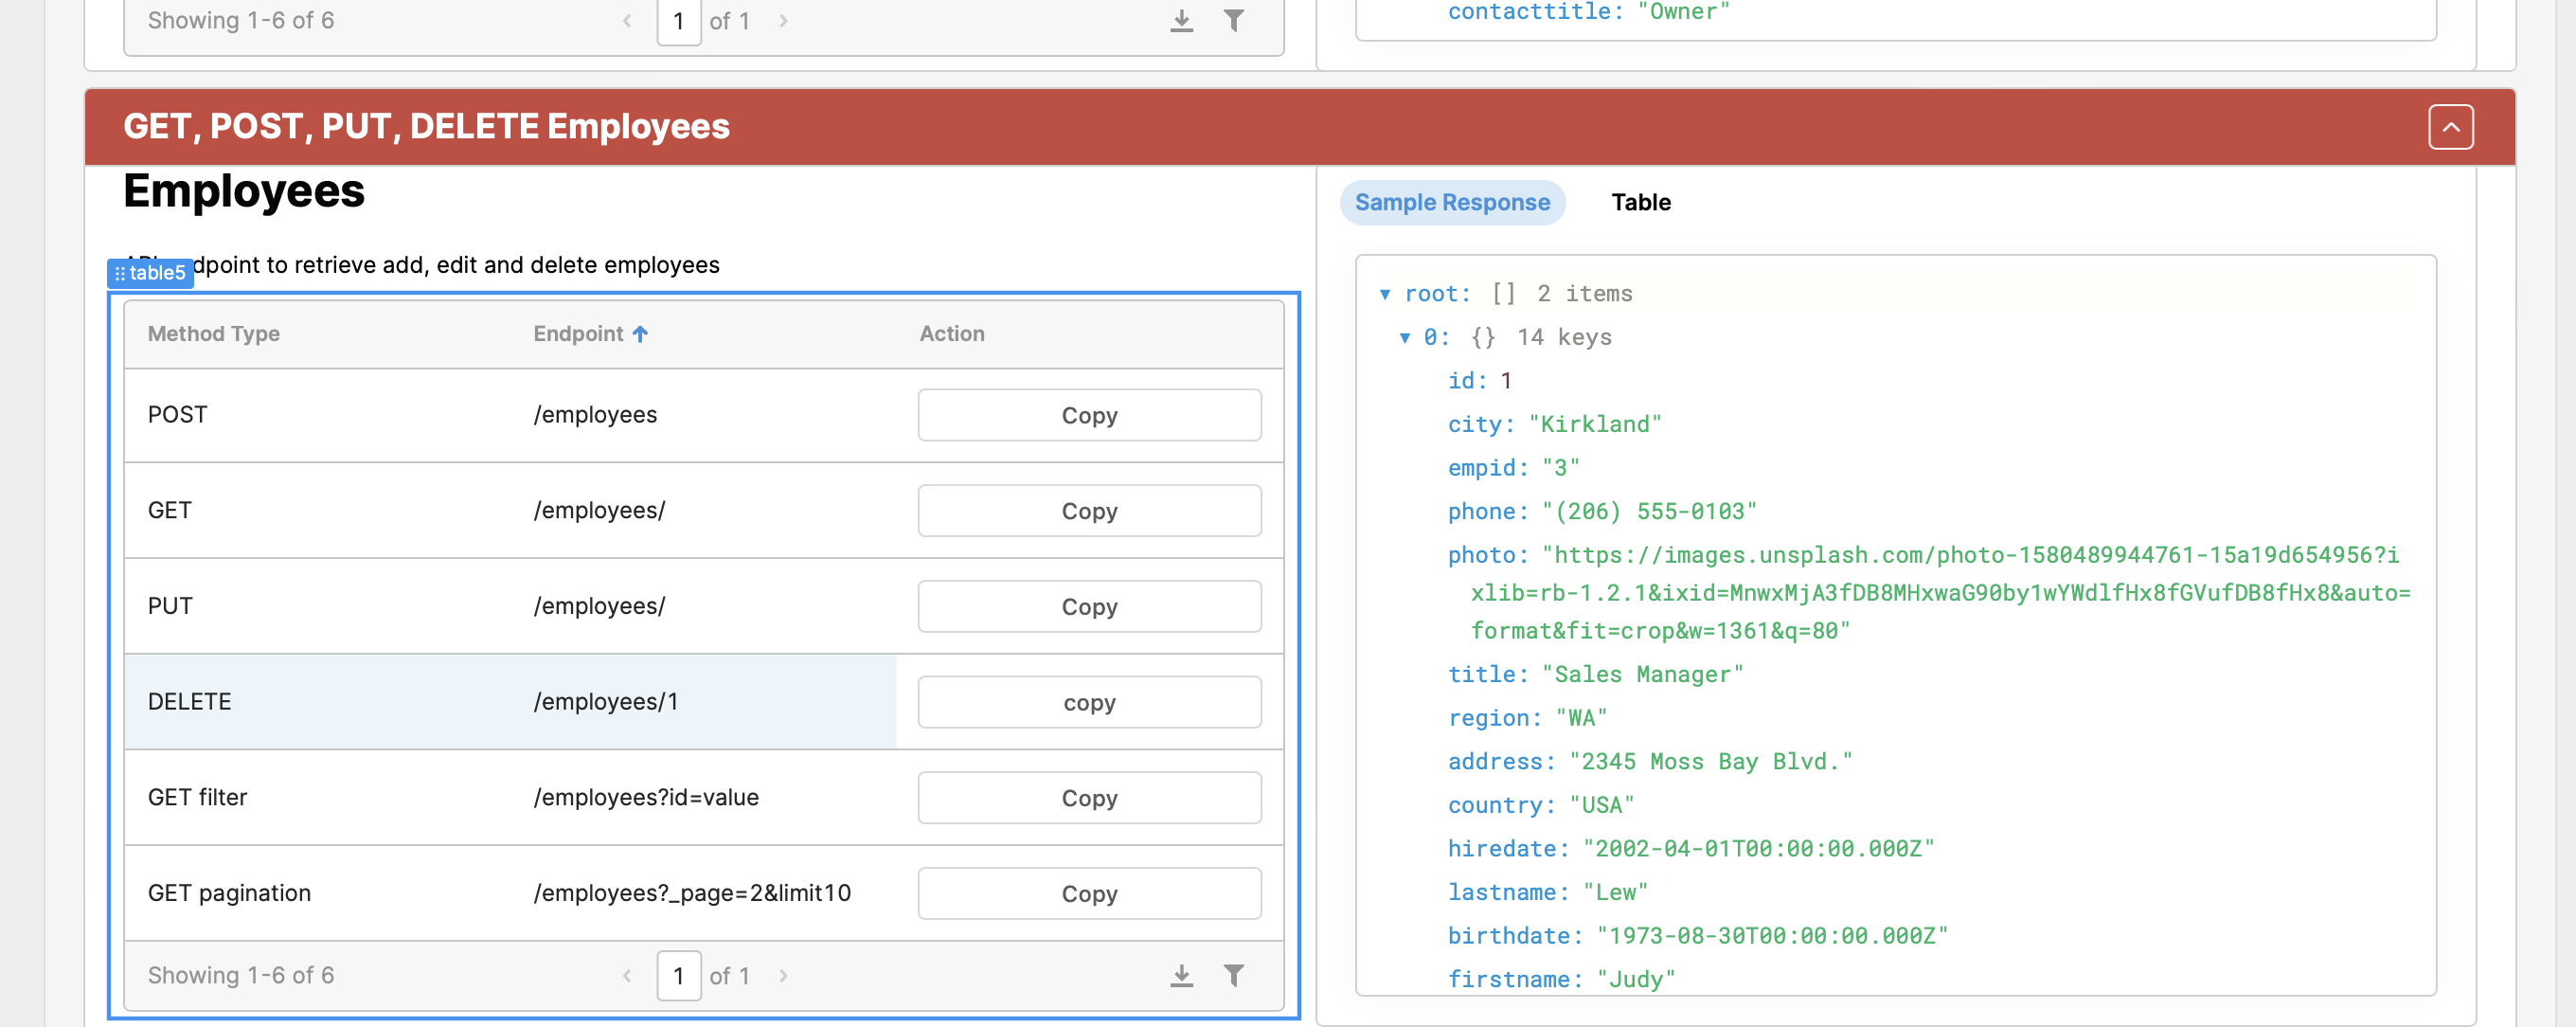 Showing 1-6 of 6
1 of 1
contacttitle: "Owner"
GET, POST, PUT, DELETE Employees
Employees
dpoint to retrieve add, edit and delete employees
table5
Method Type Endpoint Action
POST /employees Copy
GET /employees/ Copy
PUT /employees/ Copy
DELETE /employees/1 copy
GET filter /employees?id=value Copy
GET pagination /employees?_page=2&limit10 Copy
Showing 1-6 of 6
1 of 1
Sample Response Table
root: [] 2 items
0: {} 14 keys
id: 1
city: "Kirkland"
empid: "3"
phone: "(206) 555-0103"
photo: "https://images.unsplash.com/photo-1580489944761-15a19d654956?i
xlib=rb-1.2.1&ixid=MnwxMjA3fDB8MHxwaG90by1wYWdlfHx8fGVufDB8fHx8&auto=
format&fit=crop&w=1361&q=80"
title: "Sales Manager"
region: "WA"
address: "2345 Moss Bay Blvd."
country: "USA"
hiredate: "2002-04-01T00:00:00.000Z"
lastname: "Lew"
birthdate: "1973-08-30T00:00:00.000Z"
firstname: "Judy"